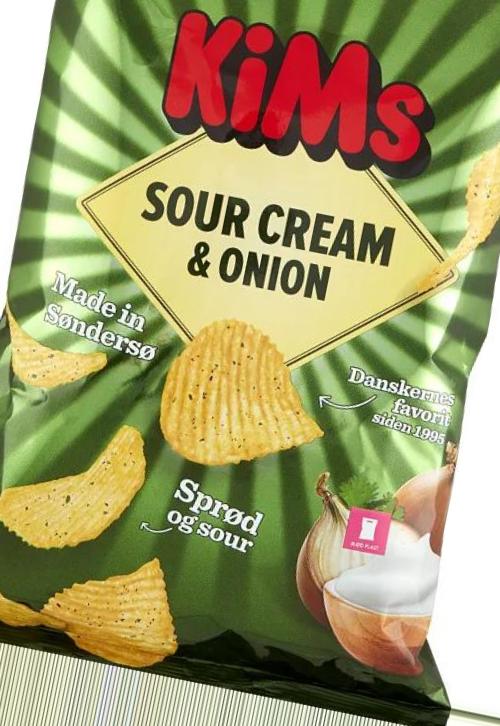 KiMs
SOUR CREAM
& ONION
Made in
Søndersø
Danskernes
favorit
siden 1995
Sprød
og sour